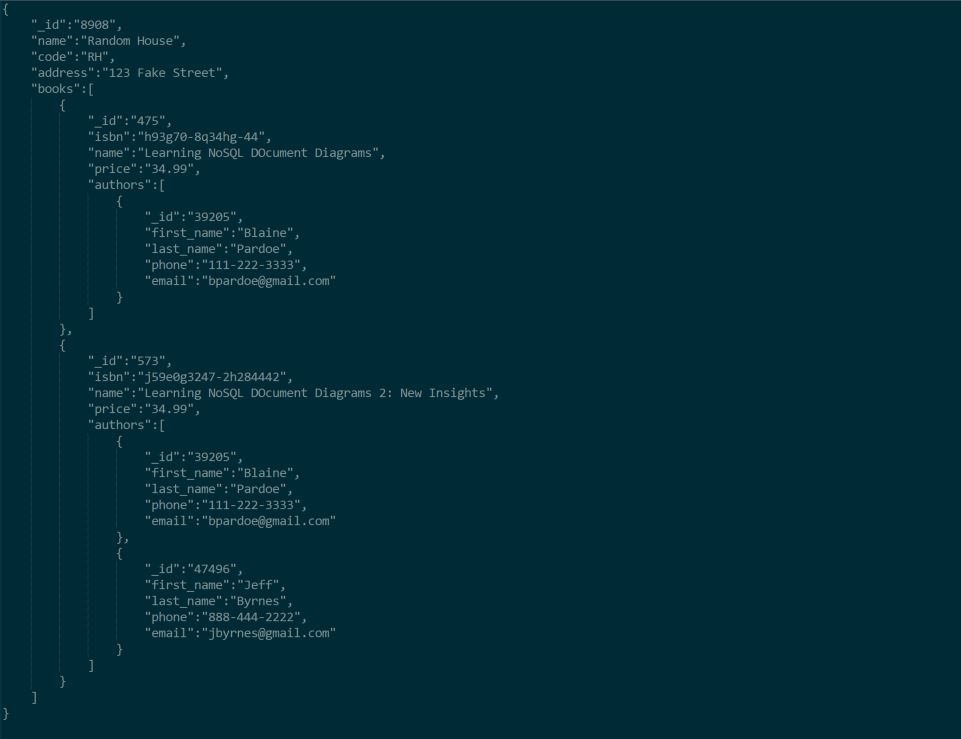 {
    "_id":"8908",
    "name":"Random House",
    "code":"RH",
    "address":"123 Fake Street",
    "books":[
        {
            "_id":"475",
            "isbn":"h93g70-8q34hg-44",
            "name":"Learning NoSQL DOcument Diagrams",
            "price":"34.99",
            "authors":[
                {
                    "_id":"39205",
                    "first_name":"Blaine",
                    "last_name":"Pardoe",
                    "phone":"111-222-3333",
                    "email":"bpardoe@gmail.com"
                }
            ]
        },
        {
            "_id":"573",
            "isbn":"j59e0g3247-2h284442",
            "name":"Learning NoSQL DOcument Diagrams 2: New Insights",
            "price":"34.99",
            "authors":[
                {
                    "_id":"39205",
                    "first_name":"Blaine",
                    "last_name":"Pardoe",
                    "phone":"111-222-3333",
                    "email":"bpardoe@gmail.com"
                },
                {
                    "_id":"47496",
                    "first_name":"Jeff",
                    "last_name":"Byrnes",
                    "phone":"888-444-2222",
                    "email":"jbyrnes@gmail.com"
                }
            ]
        }
    ]
}